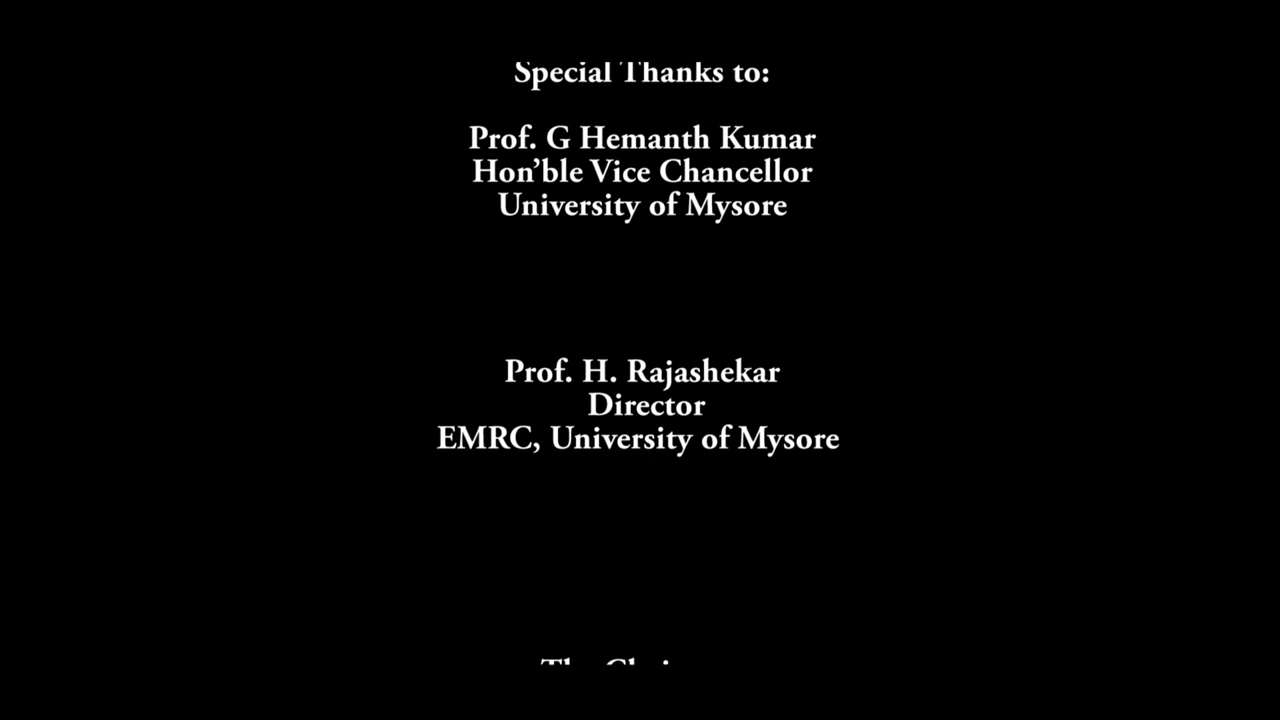 Special Thanks to:
Prof. G Hemanth Kumar
Hon’ble Vice Chancellor
University of Mysore
Prof. H. Rajashekar
Director
EMRC, University of Mysore
The